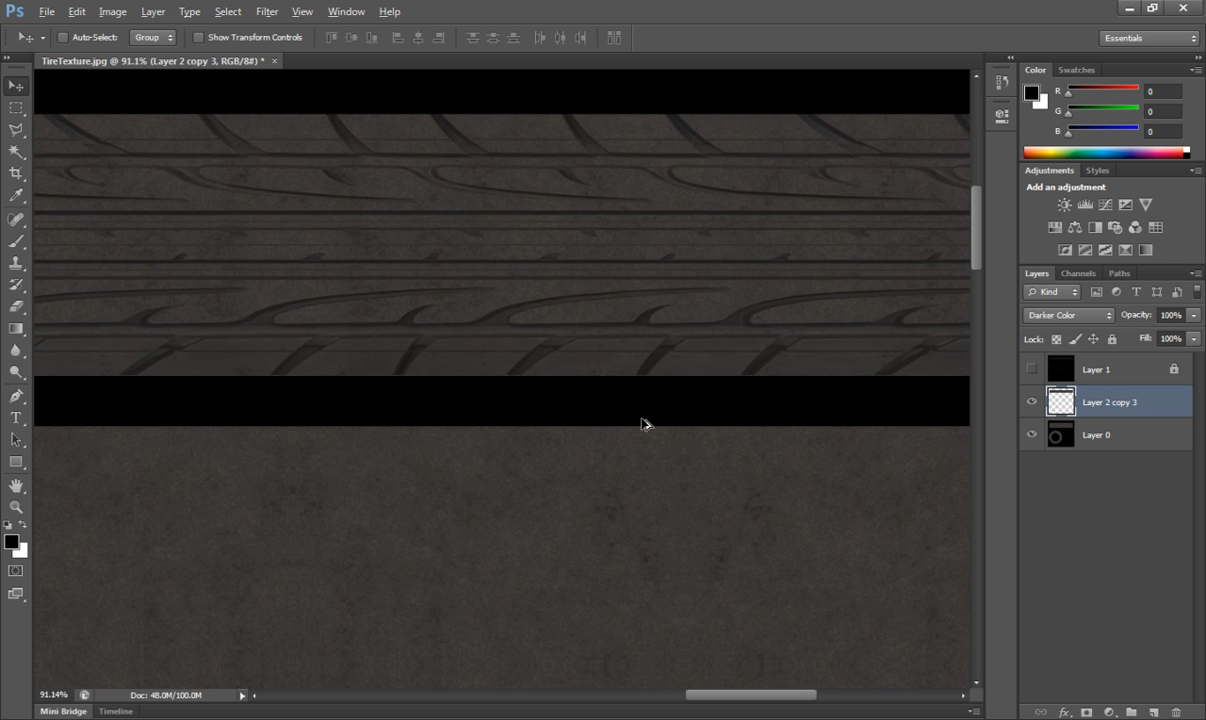 Ps File Edit Image Layer Type Select Filter View Window Help
Auto-Select: Group Show Transform Controls Essentials
TireTexture.jpg @ 91.1% (Layer 2 copy 3, RGB/8#) * ×
Color Swatches
R 0
G 0
B 0
Adjustments Styles
Add an adjustment
Layers Channels Paths
Kind
Darker Color Opacity: 100%
Lock: Fill: 100%
Layer 1
Layer 2 copy 3
Layer 0
91.14% Doc: 48.0M/100.0M
Mini Bridge Timeline